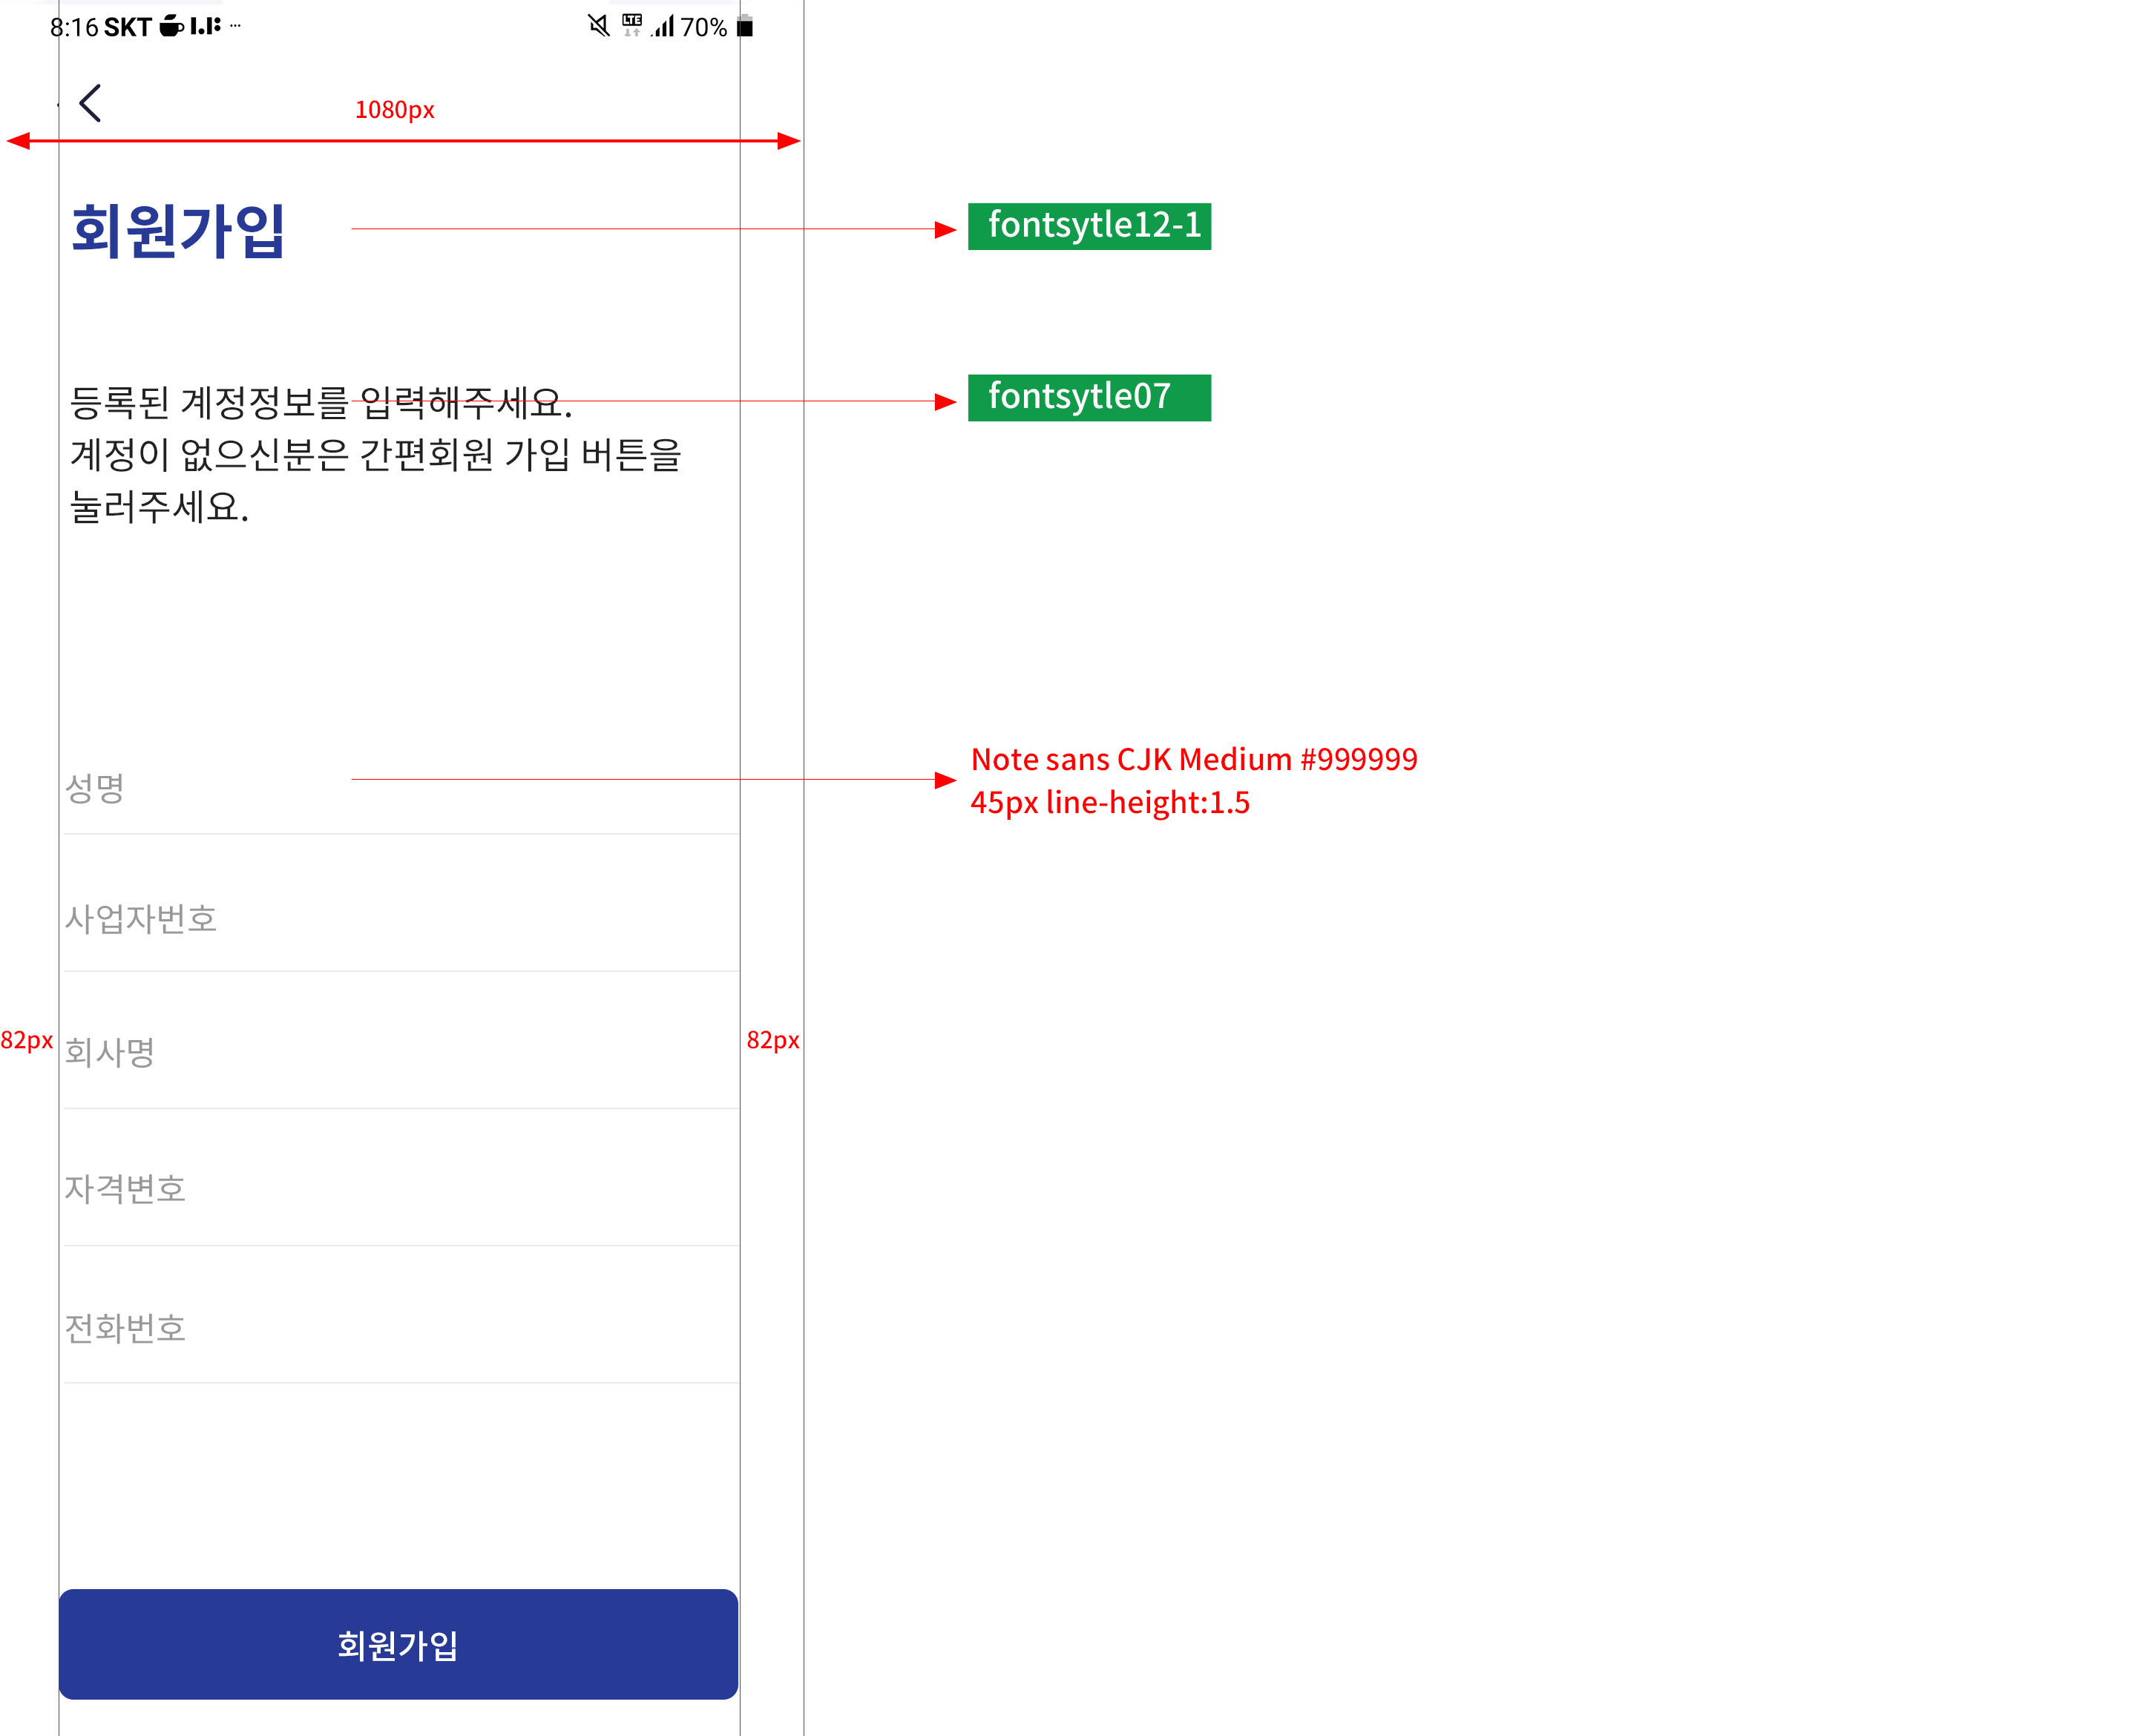 8:16 SKT ... LTE 70%
1080px
회원가입
fontsytle12-1
등록된 계정정보를 입력해주세요.
fontsytle07
계정이 없으신분은 간편회원 가입 버튼을
눌러주세요.
성명
Note sans CJK Medium #999999
45px line-height:1.5
사업자번호
82px
회사명
82px
자격번호
전화번호
회원가입